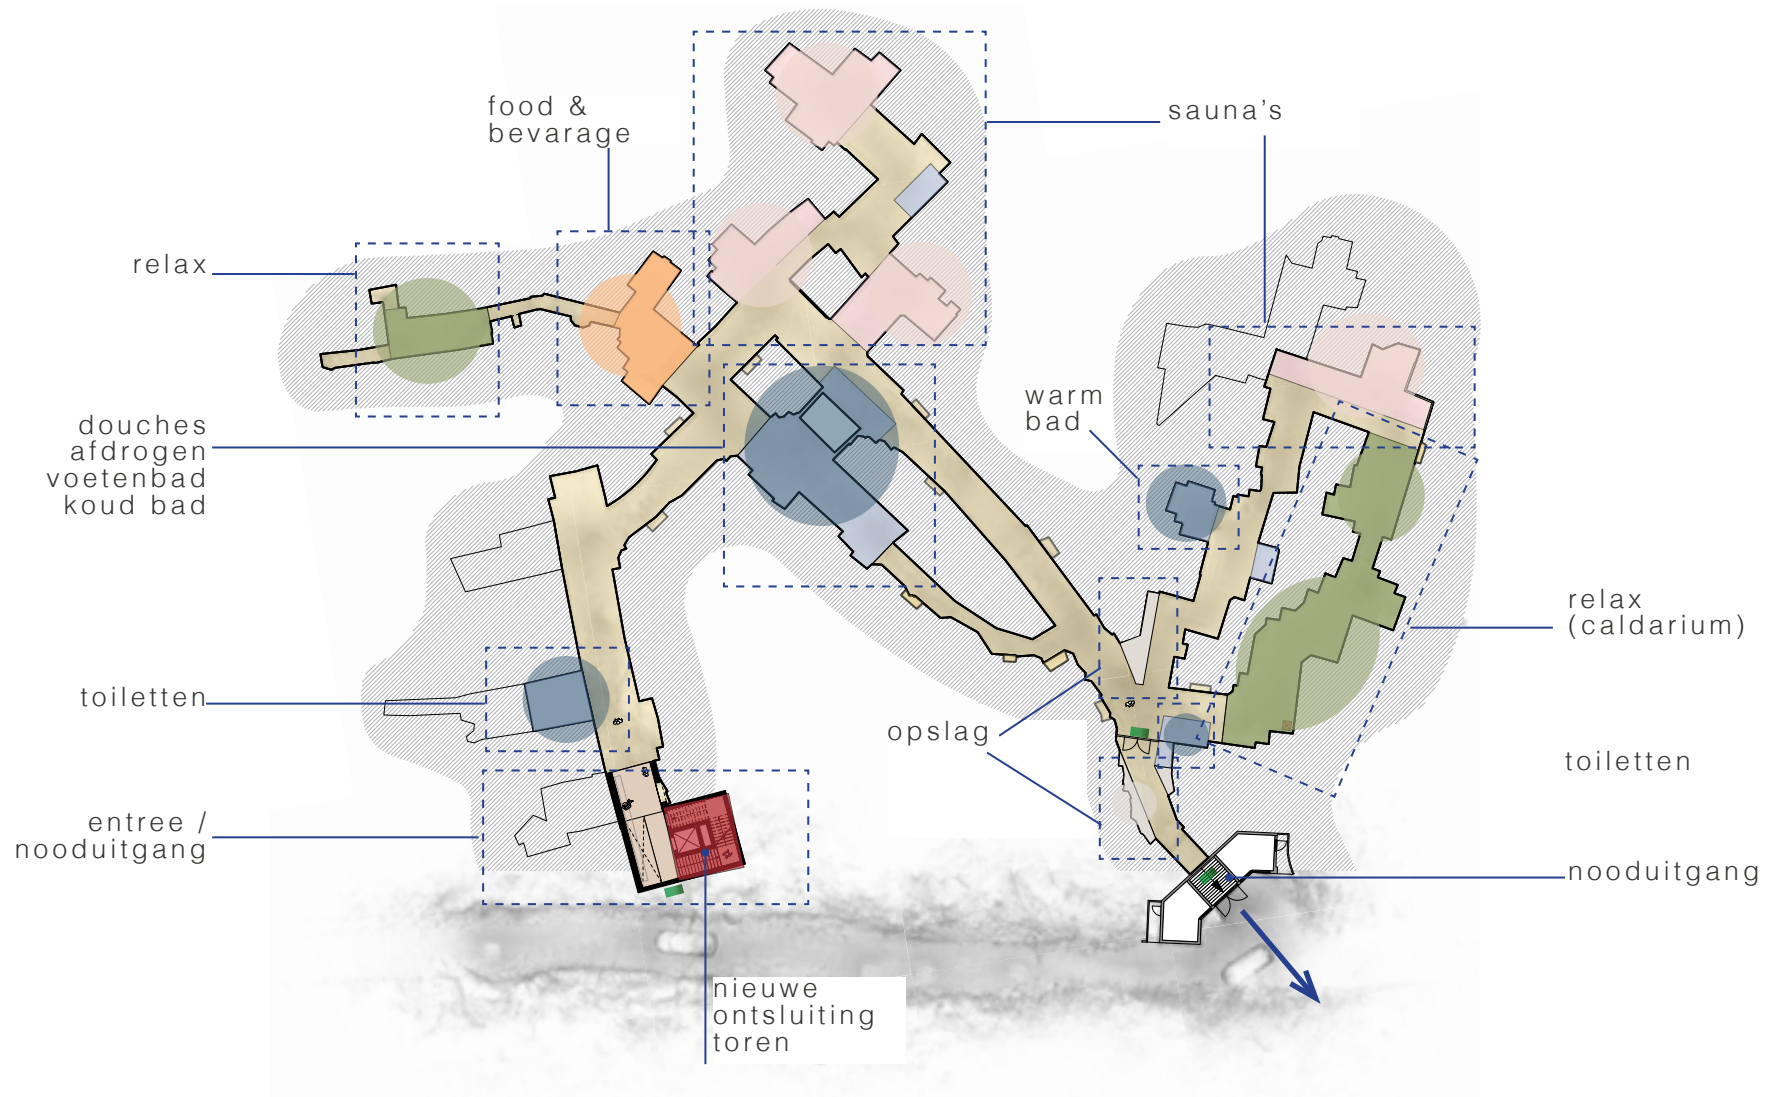 food &
bevarage
sauna's
relax
warm
bad
douches
afdrogen
voetenbad
koud bad
relax
(caldarium)
toiletten
opslag
toiletten
entree /
nooduitgang
nooduitgang
nieuwe
ontsluiting
toren